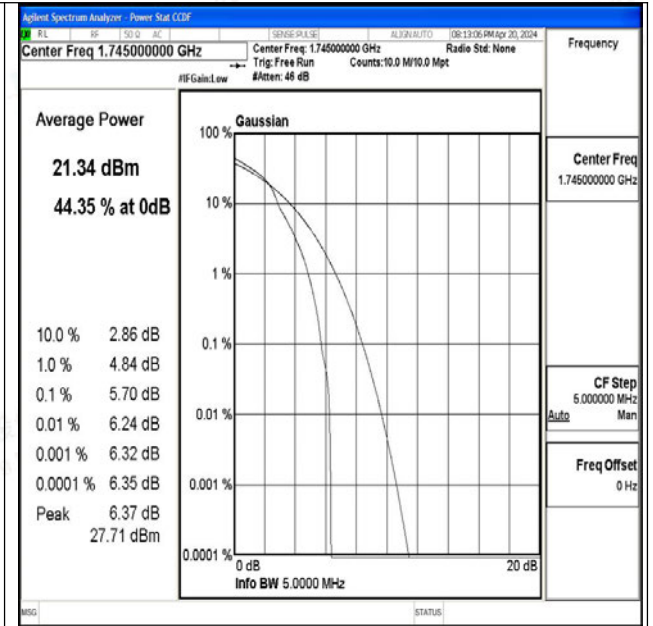 Agilent Spectrum Analyzer - Power Stat CCDF
RL RF 50 Ω AC SENSE:PULSE ALIGN AUTO 08:13:06 PM Apr 20, 2024
Center Freq 1.745000000 GHz
Center Freq: 1.745000000 GHz Radio Std: None
Trig: Free Run Counts:10.0 M/10.0 Mpt
#IFGain:Low #Atten: 46 dB
Frequency
Average Power
21.34 dBm
44.35 % at 0dB
10.0 % 2.86 dB
1.0 % 4.84 dB
0.1 % 5.70 dB
0.01 % 6.24 dB
0.001 % 6.32 dB
0.0001 % 6.35 dB
Peak 6.37 dB
27.71 dBm
Gaussian
100 %
10 %
1 %
0.1 %
0.01 %
0.001 %
0.0001 %
0 dB 20 dB
Info BW 5.0000 MHz
Center Freq
1.745000000 GHz
CF Step
5.000000 MHz
Auto Man
Freq Offset
0 Hz
MSG STATUS